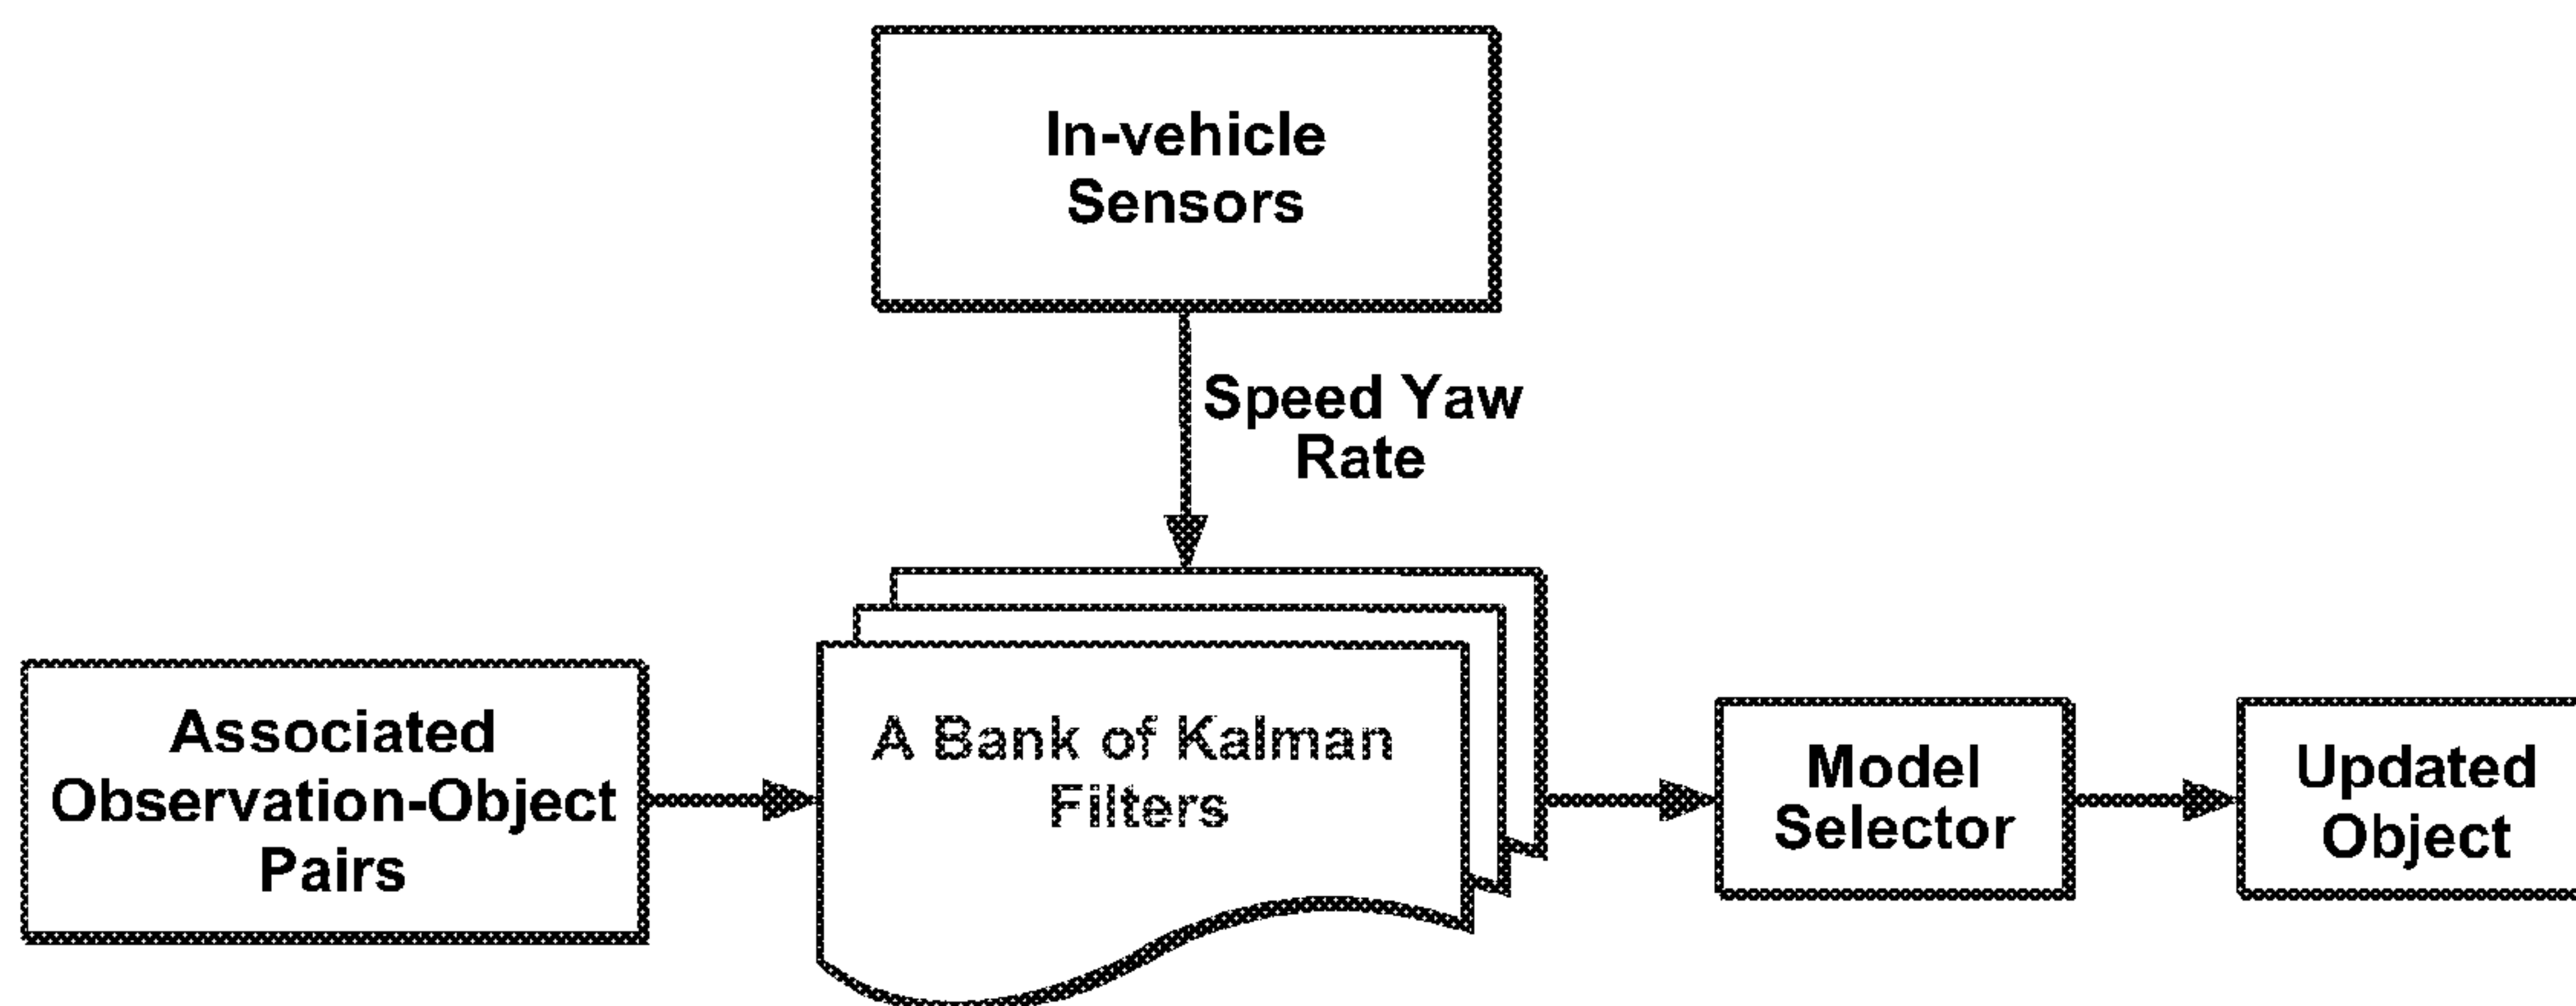 In-vehicle
Sensors
Speed Yaw
Rate
Associated
Observation-Object
Pairs
A Bank of Kalman
Filters
Model
Selector
Updated
Object